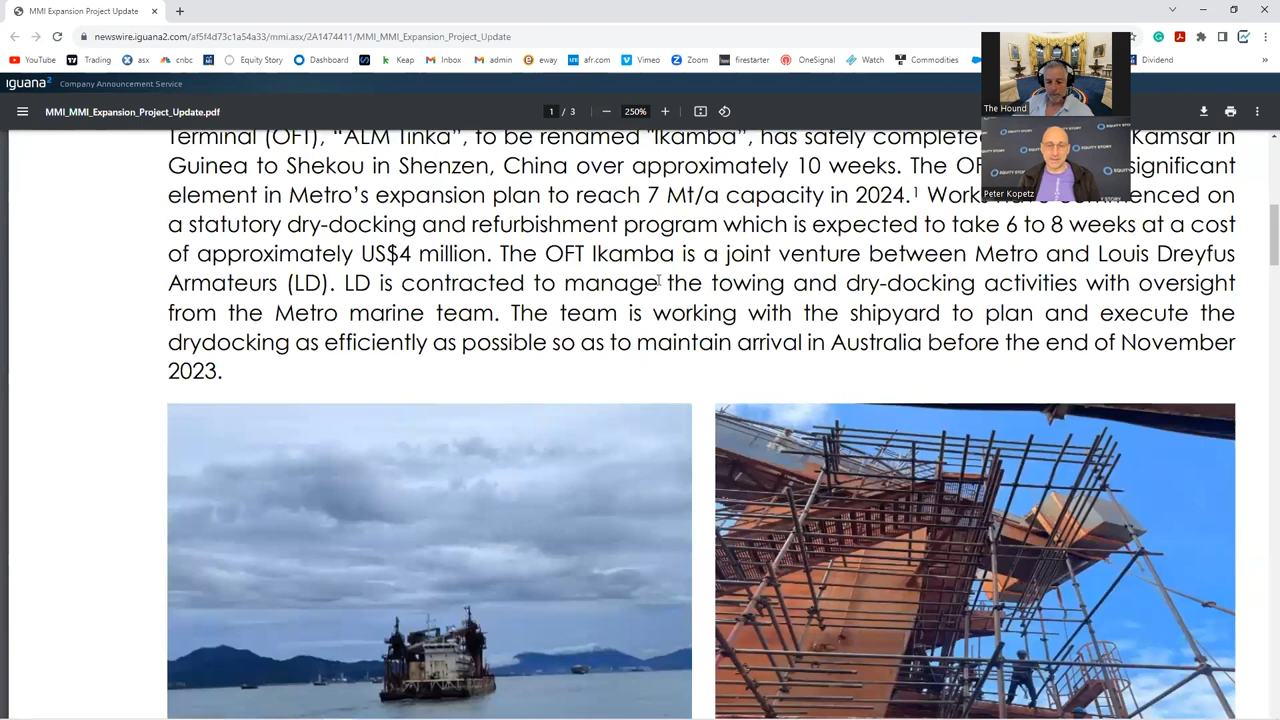 MMI Expansion Project Update
newswire.iguana2.com/af5f4d73c1a54a33/mmi.asx/2A1474411/MMI_MMI_Expansion_Project_Update
YouTube Trading asx cnbc Equity Story Dashboard Keap Inbox admin eway afr.com Vimeo Zoom firestarter OneSignal Watch Commodities Dividend
iguana2 Company Announcement Service
MMI_MMI_Expansion_Project_Update.pdf 1 / 3 250%
The Hound
EQUITY STORY
Peter Kopetz
Terminal (OFT), “ALM Tinka”, to be renamed "Ikamba", has safely complete Kamsar in
Guinea to Shekou in Shenzen, China over approximately 10 weeks. The OF significant
element in Metro’s expansion plan to reach 7 Mt/a capacity in 2024.¹ Works mmenced on
a statutory dry-docking and refurbishment program which is expected to take 6 to 8 weeks at a cost
of approximately US$4 million. The OFT Ikamba is a joint venture between Metro and Louis Dreyfus
Armateurs (LD). LD is contracted to manage the towing and dry-docking activities with oversight
from the Metro marine team. The team is working with the shipyard to plan and execute the
drydocking as efficiently as possible so as to maintain arrival in Australia before the end of November
2023.